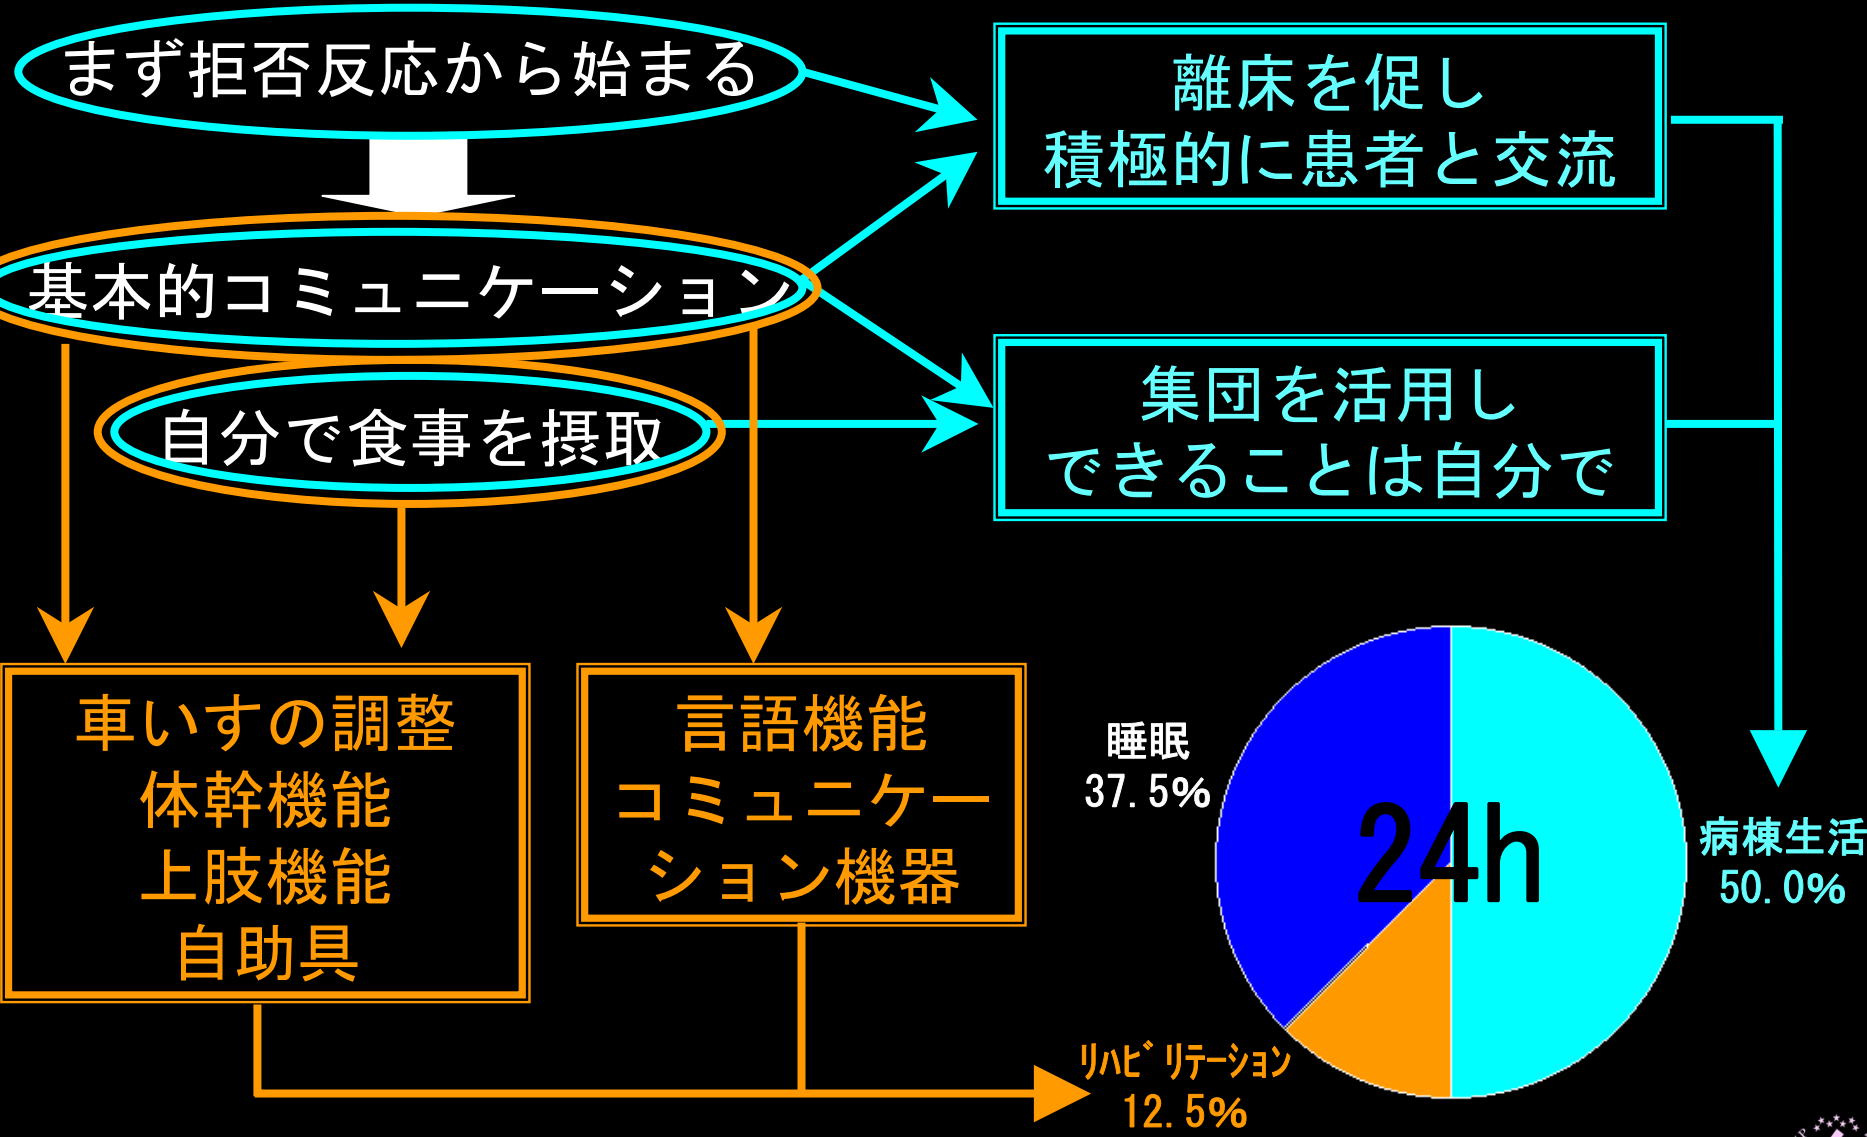 まず拒否反応から始まる
基本的コミュニケーション
自分で食事を摂取
離床を促し
積極的に患者と交流
集団を活用し
できることは自分で
車いすの調整
体幹機能
上肢機能
自助具
言語機能
コミュニケー
ション機器
睡眠
37.5%
24h
病棟生活
50.0%
ﾘﾊﾋﾞﾘﾃｰｼｮﾝ
12.5%